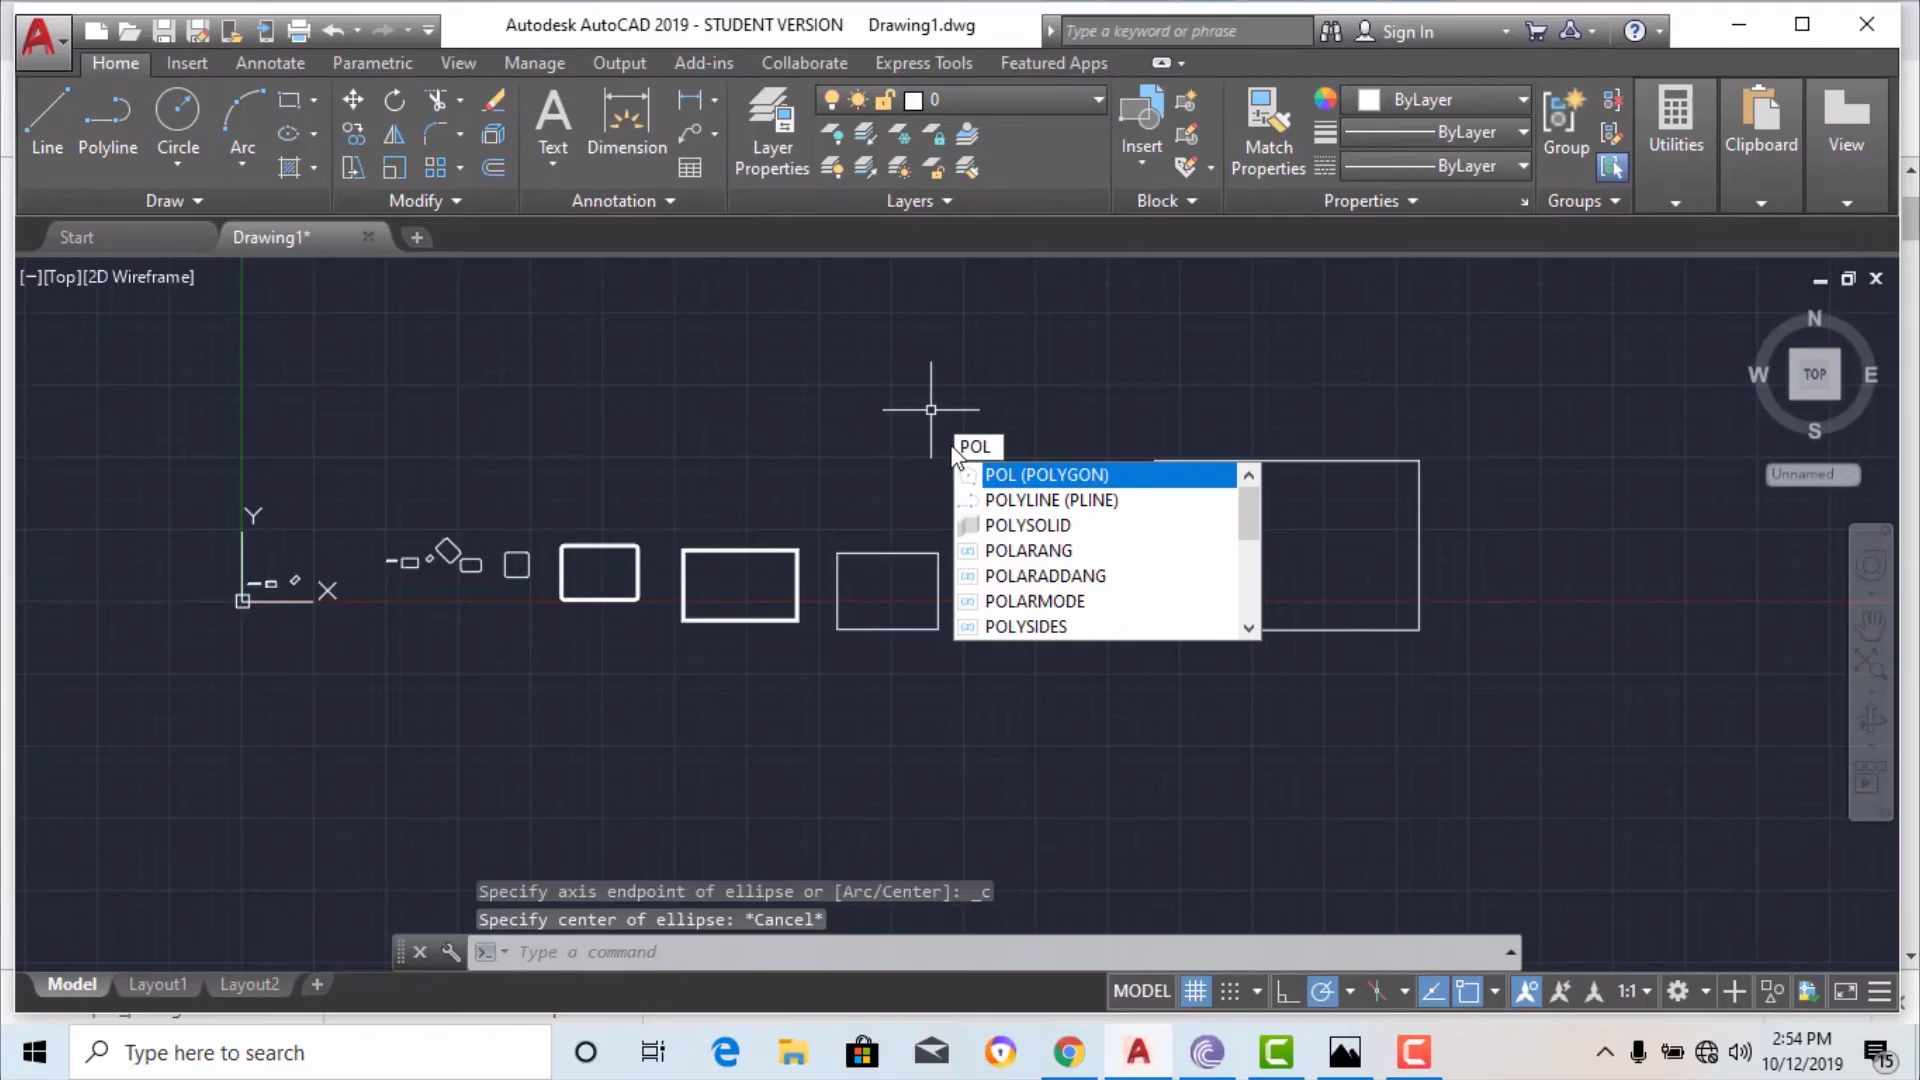 Autodesk AutoCAD 2019 - STUDENT VERSION Drawing1.dwg
Type a keyword or phrase
Sign In
Home Insert Annotate Parametric View Manage Output Add-ins Collaborate Express Tools Featured Apps
Line Polyline Circle Arc
Text Dimension
Layer Properties
0
Insert
Match Properties
ByLayer
ByLayer
ByLayer
Group
Utilities
Clipboard
View
Draw Modify Annotation Layers Block Properties Groups
Start Drawing1*
[−][Top][2D Wireframe]
N
W TOP E
S
Unnamed
POL
POL (POLYGON)
POLYLINE (PLINE)
POLYSOLID
POLARANG
POLARADDANG
POLARMODE
POLYSIDES
Y
X
Specify axis endpoint of ellipse or [Arc/Center]: _c
Specify center of ellipse: *Cancel*
Type a command
Model Layout1 Layout2
MODEL 1:1
Type here to search
2:54 PM
10/12/2019
15